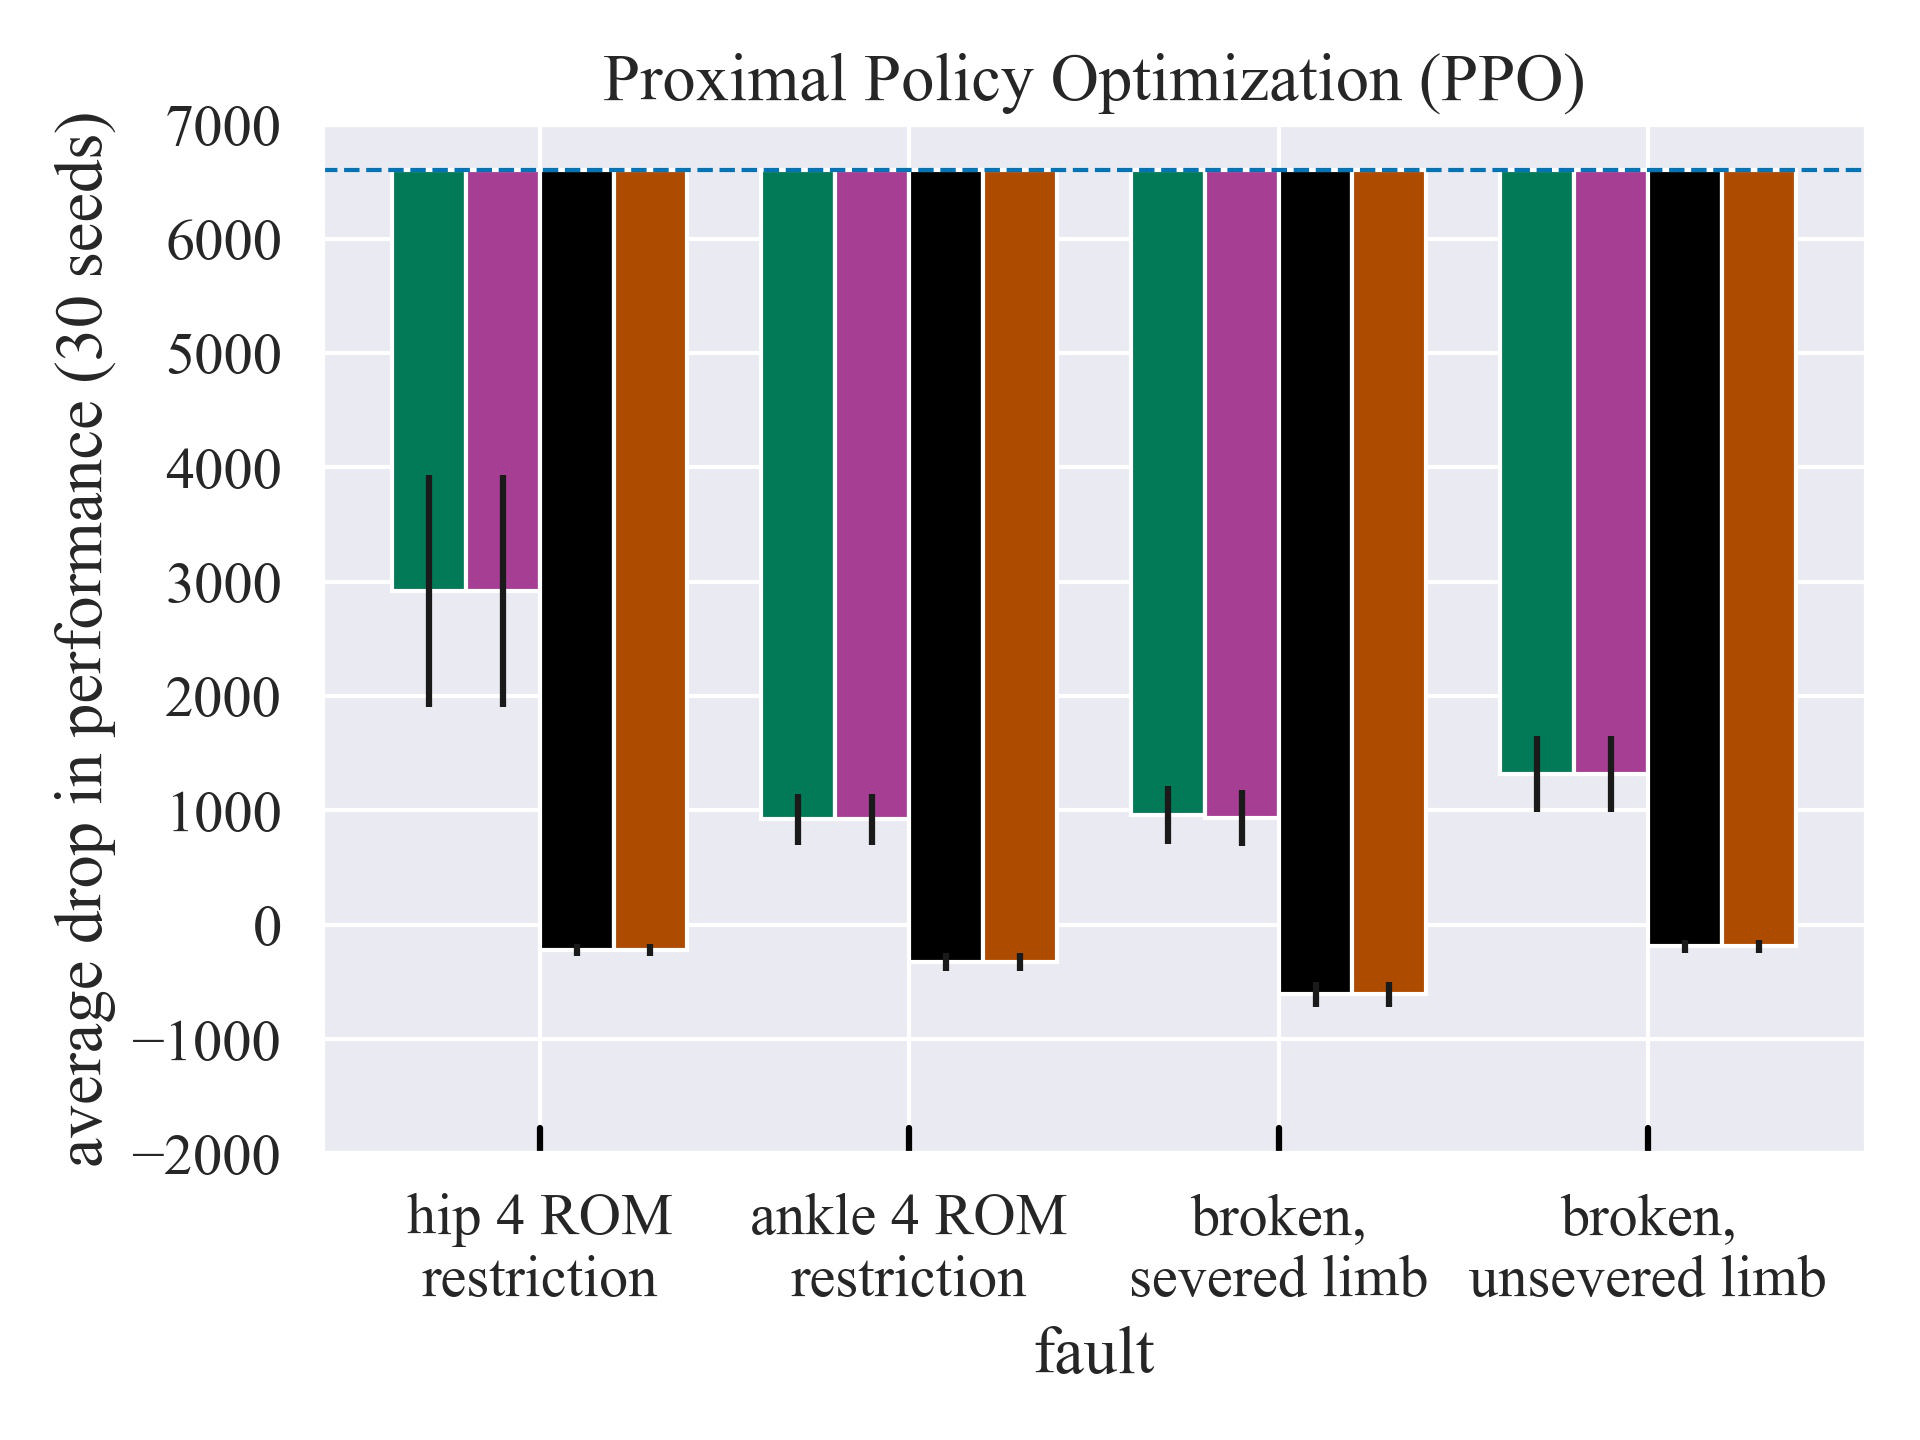 Proximal Policy Optimization (PPO)
average drop in performance (30 seeds)
7000
6000
5000
4000
3000
2000
1000
0
−1000
−2000
hip 4 ROM
restriction
ankle 4 ROM
restriction
broken,
severed limb
broken,
unsevered limb
fault